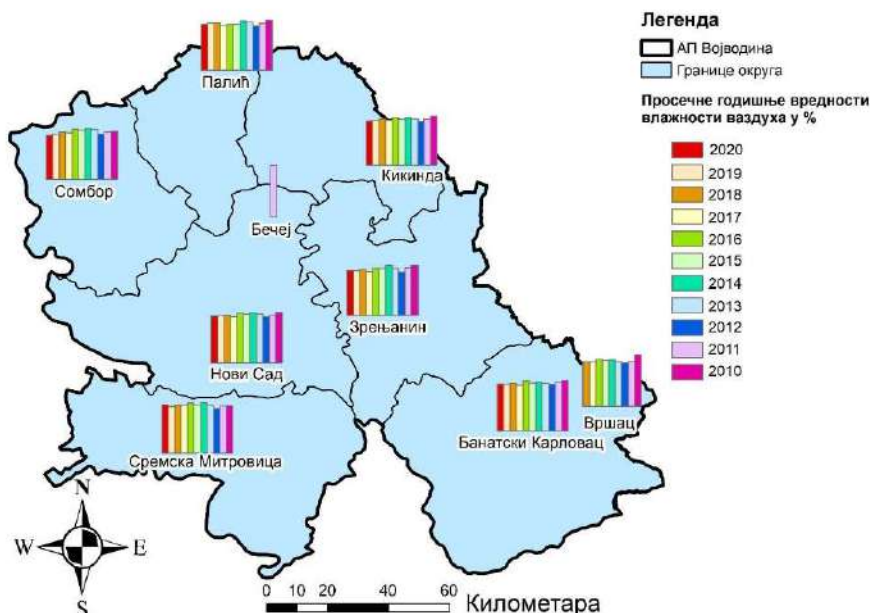 Легенда
АП Војводина
Границе округа
Просечне годишње вредности
влажности ваздуха у %
2020
2019
2018
2017
2016
2015
2014
2013
2012
2011
2010
Палић
Сомбор
Кикинда
Бечеј
Зрењанин
Нови Сад
Вршац
Банатски Карловац
Сремска Митровица
N
W E
S
0 10 20 40 60
Километара